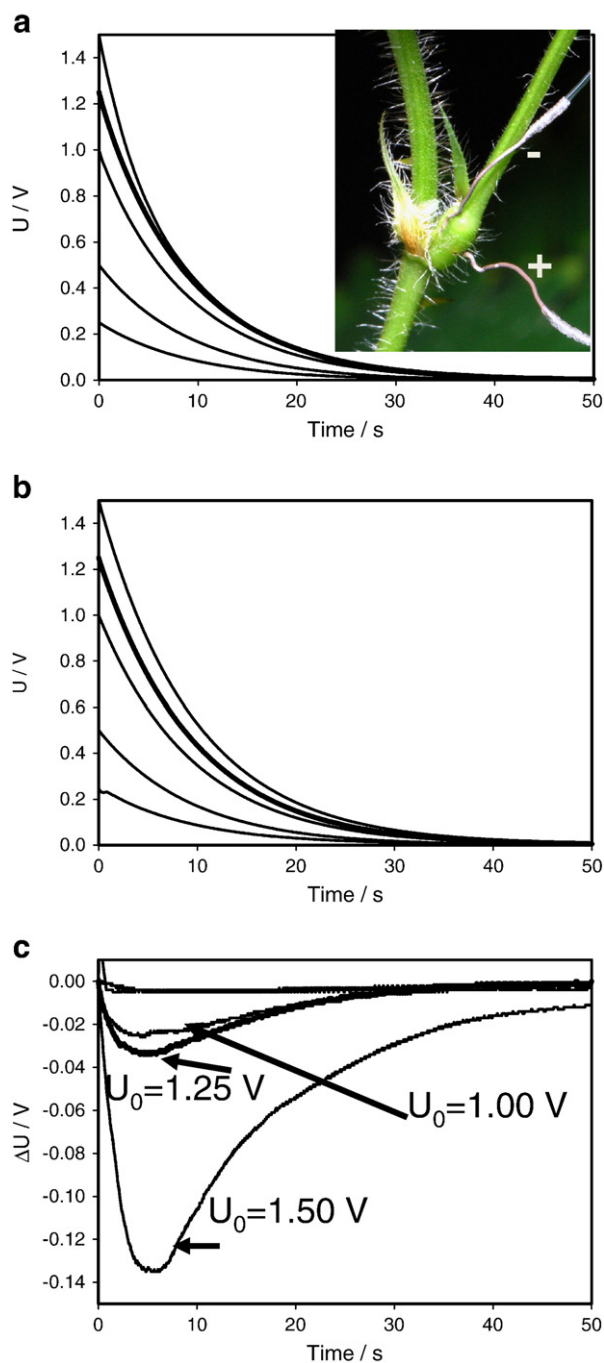 a
1.4
1.2
1.0
0.8
0.6
0.4
0.2
0.0
U / V
-
+
0 10 20 30 40 50
Time / s
b
1.4
1.2
1.0
0.8
0.6
0.4
0.2
0.0
U / V
0 10 20 30 40 50
Time / s
c
0.00
-0.02
-0.04
-0.06
-0.08
-0.10
-0.12
-0.14
ΔU / V
U₀=1.25 V
U₀=1.00 V
U₀=1.50 V
0 10 20 30 40 50
Time / s